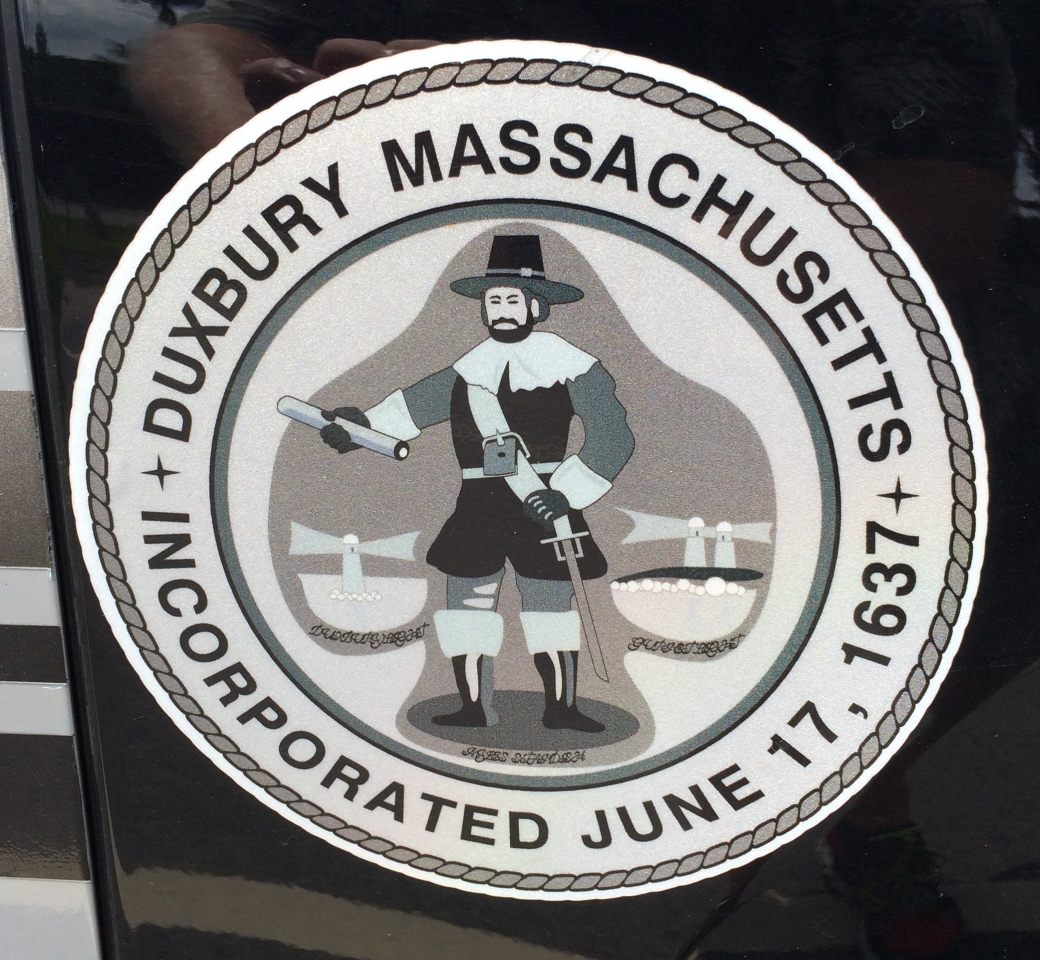 DUXBURY MASSACHUSETTS
INCORPORATED JUNE 17, 1637